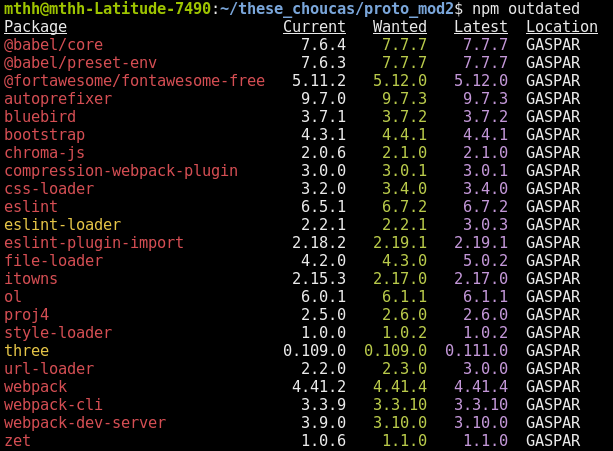 mthh@mthh-Latitude-7490:~/these_choucas/proto_mod2$ npm outdated
Package Current Wanted Latest Location
@babel/core 7.6.4 7.7.7 7.7.7 GASPAR
@babel/preset-env 7.6.3 7.7.7 7.7.7 GASPAR
@fortawesome/fontawesome-free 5.11.2 5.12.0 5.12.0 GASPAR
autoprefixer 9.7.0 9.7.3 9.7.3 GASPAR
bluebird 3.7.1 3.7.2 3.7.2 GASPAR
bootstrap 4.3.1 4.4.1 4.4.1 GASPAR
chroma-js 2.0.6 2.1.0 2.1.0 GASPAR
compression-webpack-plugin 3.0.0 3.0.1 3.0.1 GASPAR
css-loader 3.2.0 3.4.0 3.4.0 GASPAR
eslint 6.5.1 6.7.2 6.7.2 GASPAR
eslint-loader 2.2.1 2.2.1 3.0.3 GASPAR
eslint-plugin-import 2.18.2 2.19.1 2.19.1 GASPAR
file-loader 4.2.0 4.3.0 5.0.2 GASPAR
itowns 2.15.3 2.17.0 2.17.0 GASPAR
ol 6.0.1 6.1.1 6.1.1 GASPAR
proj4 2.5.0 2.6.0 2.6.0 GASPAR
style-loader 1.0.0 1.0.2 1.0.2 GASPAR
three 0.109.0 0.109.0 0.111.0 GASPAR
url-loader 2.2.0 2.3.0 3.0.0 GASPAR
webpack 4.41.2 4.41.4 4.41.4 GASPAR
webpack-cli 3.3.9 3.3.10 3.3.10 GASPAR
webpack-dev-server 3.9.0 3.10.0 3.10.0 GASPAR
zet 1.0.6 1.1.0 1.1.0 GASPAR